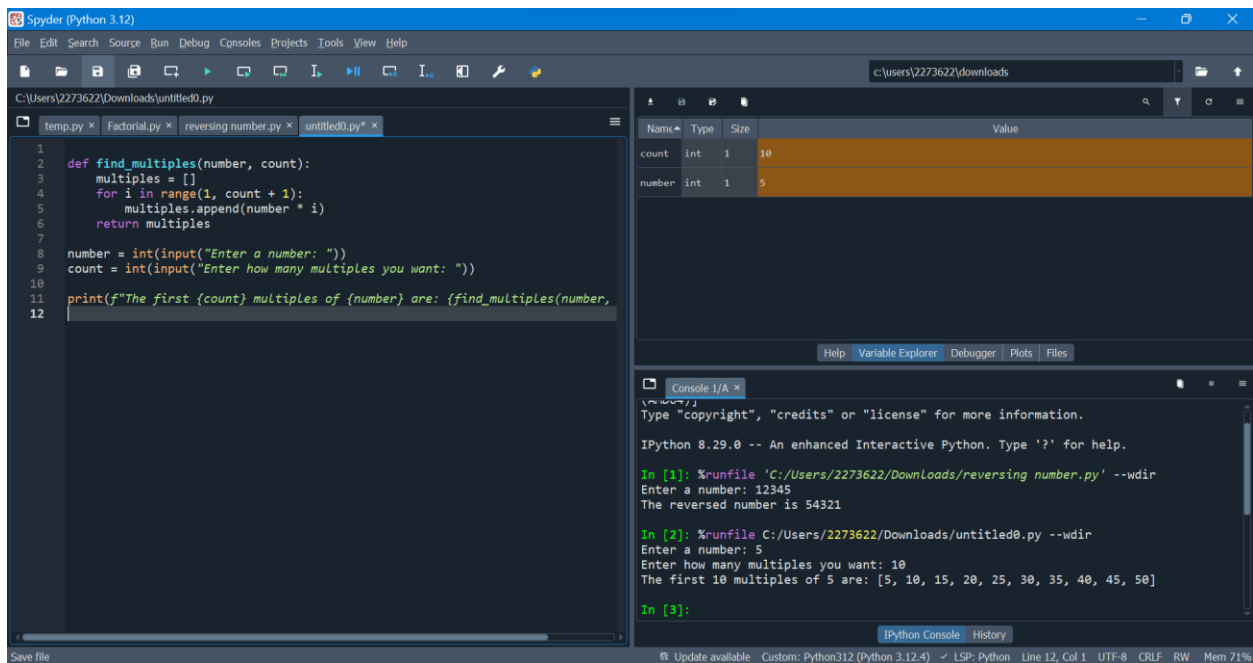 Spyder (Python 3.12)
File Edit Search Source Run Debug Consoles Projects Tools View Help
c:\users\2273622\downloads
C:\Users\2273622\Downloads\untitled0.py
temp.py × Factorial.py × reversing number.py × untitled0.py* ×
1
2 def find_multiples(number, count):
3     multiples = []
4     for i in range(1, count + 1):
5         multiples.append(number * i)
6     return multiples
7
8 number = int(input("Enter a number: "))
9 count = int(input("Enter how many multiples you want: "))
10
11 print(f"The first {count} multiples of {number} are: {find_multiples(number,
12
Name Type Size Value
count int 1 10
number int 1 5
Help Variable Explorer Debugger Plots Files
Console 1/A ×
Type "copyright", "credits" or "license" for more information.
IPython 8.29.0 -- An enhanced Interactive Python. Type '?' for help.
In [1]: %runfile 'C:/Users/2273622/Downloads/reversing number.py' --wdir
Enter a number: 12345
The reversed number is 54321
In [2]: %runfile C:/Users/2273622/Downloads/untitled0.py --wdir
Enter a number: 5
Enter how many multiples you want: 10
The first 10 multiples of 5 are: [5, 10, 15, 20, 25, 30, 35, 40, 45, 50]
In [3]:
IPython Console History
Save file Update available Custom: Python312 (Python 3.12.4) ✓ LSP: Python Line 12, Col 1 UTF-8 CRLF RW Mem 71%